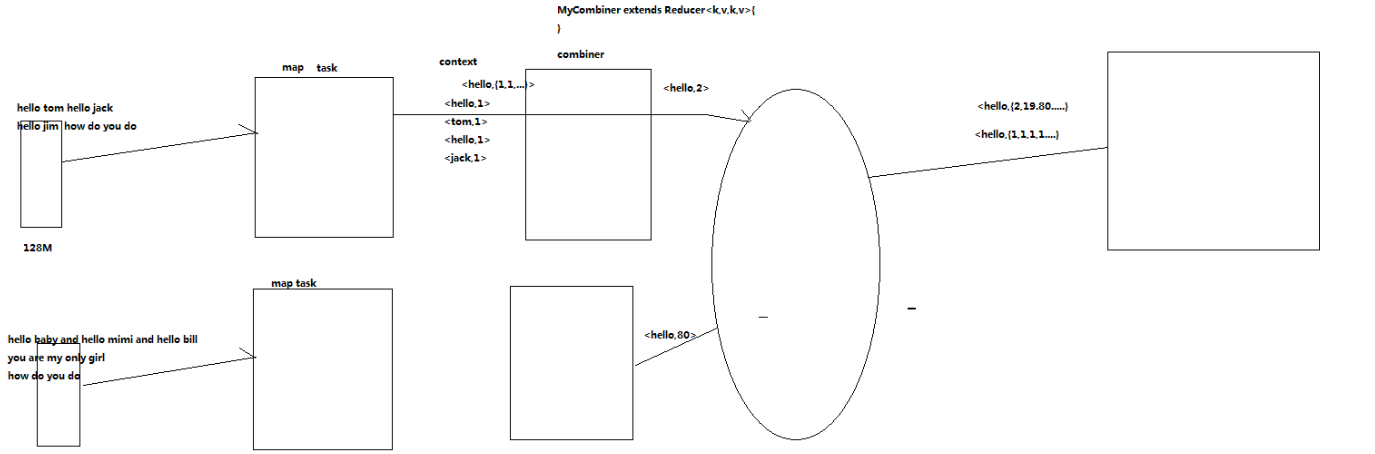 MyCombiner extends Reducer<k,v,k,v>{
}
combiner
context
map task
<hello,{1,1,...}>
<hello,2>
hello tom hello jack
<hello,1>
<hello,{2,19.80.....}
hello jim how do you do
<tom,1>
<hello,{1,1,1,1....}
<hello,1>
<jack,1>
128M
map task
hello baby and hello mimi and hello bill
<hello,80>
you are my only girl
how do you do